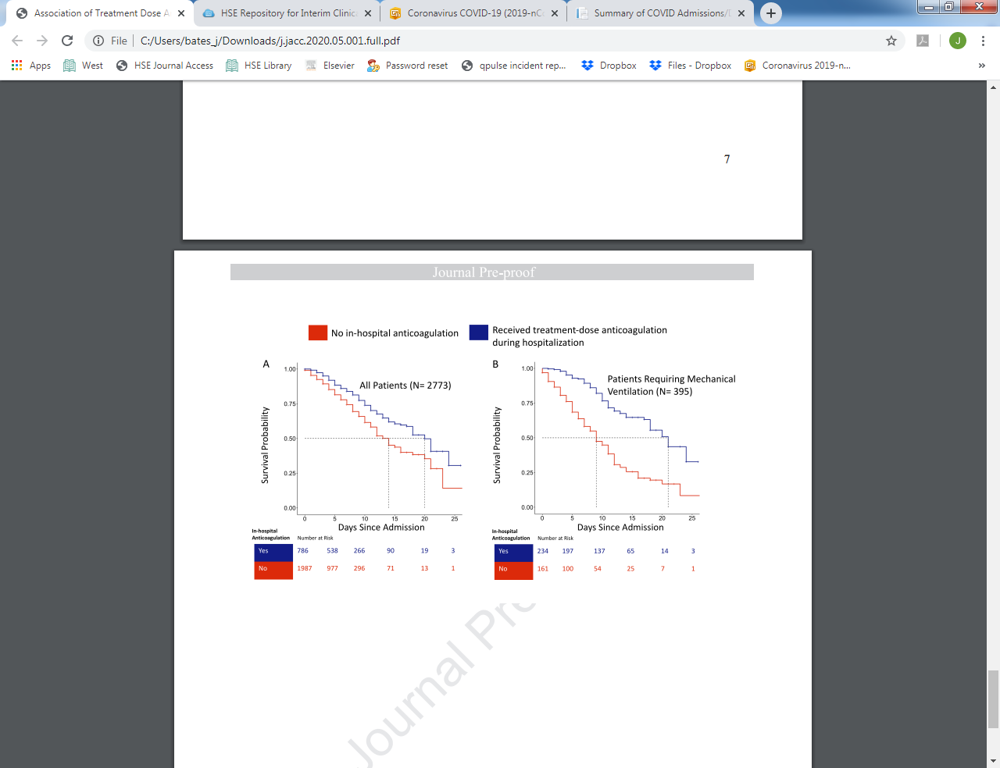 Association of Treatment Dose A
HSE Repository for Interim Clinic
Coronavirus COVID-19 (2019-nC
Summary of COVID Admissions/
File | C:/Users/bates_j/Downloads/j.jacc.2020.05.001.full.pdf
J
Apps West HSE Journal Access HSE Library Elsevier Password reset qpulse incident rep... Dropbox Files - Dropbox Coronavirus 2019-n... »
7
Journal Pre-proof
No in-hospital anticoagulation
Received treatment-dose anticoagulation
during hospitalization
A
All Patients (N= 2773)
Survival Probability
1.00
0.75
0.50
0.25
0.00
0 5 10 15 20 25
Days Since Admission
In-hospital
Anticoagulation Number at Risk
Yes 786 538 266 90 19 3
No 1987 977 296 71 13 1
B
Patients Requiring Mechanical
Ventilation (N= 395)
Survival Probability
1.00
0.75
0.50
0.25
0.00
0 5 10 15 20 25
Days Since Admission
In-hospital
Anticoagulation Number at Risk
Yes 234 197 137 65 14 3
No 161 100 54 25 7 1
Journal Pro